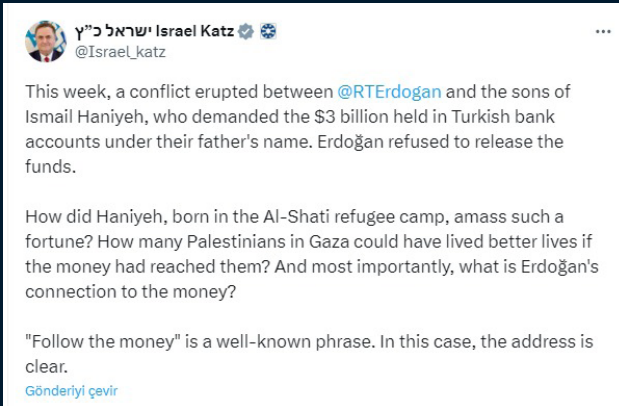 ישראל כ”ץ Israel Katz
@Israel_katz
This week, a conflict erupted between @RTErdogan and the sons of
Ismail Haniyeh, who demanded the $3 billion held in Turkish bank
accounts under their father's name. Erdoğan refused to release the
funds.
How did Haniyeh, born in the Al-Shati refugee camp, amass such a
fortune? How many Palestinians in Gaza could have lived better lives if
the money had reached them? And most importantly, what is Erdoğan's
connection to the money?
"Follow the money" is a well-known phrase. In this case, the address is
clear.
Gönderiyi çevir